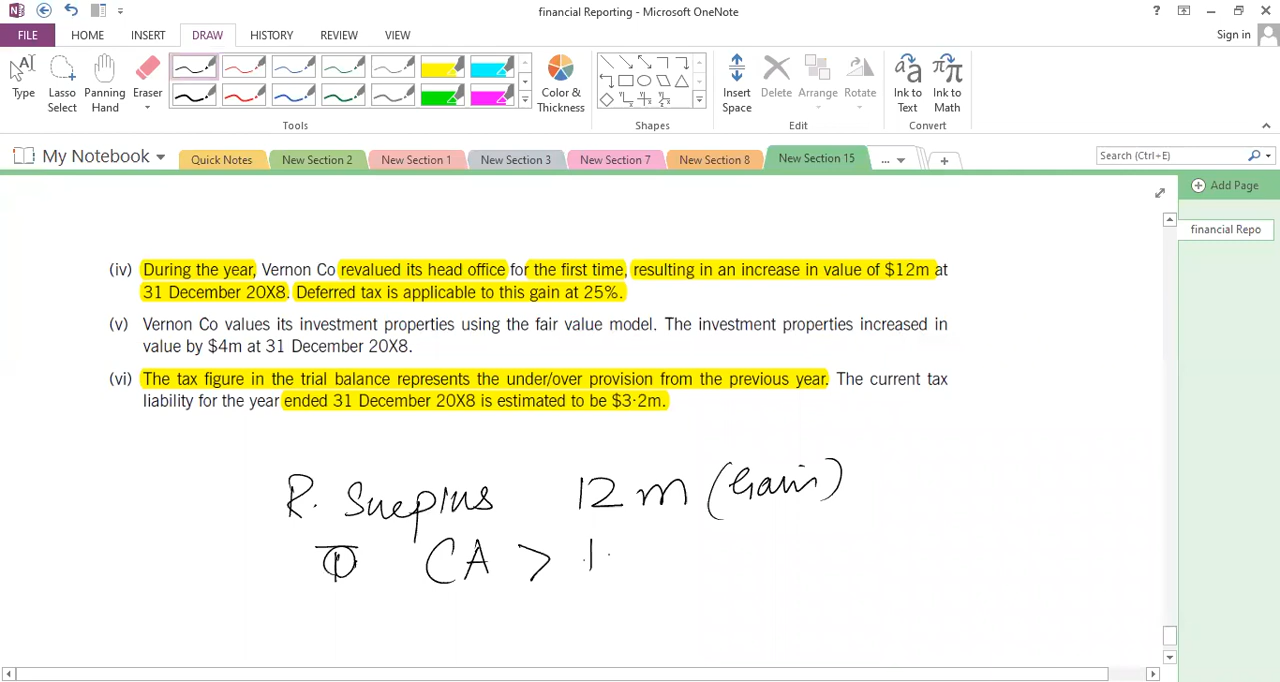 financial Reporting - Microsoft OneNote
? Sign in
FILE HOME INSERT DRAW HISTORY REVIEW VIEW
Type Lasso Select Panning Hand Eraser Color & Thickness Insert Space Delete Arrange Rotate Ink to Text Ink to Math
Tools Shapes Edit Convert
My Notebook Quick Notes New Section 2 New Section 1 New Section 3 New Section 7 New Section 8 New Section 15 ... + Search (Ctrl+E)
Add Page
financial Repo
(iv) During the year, Vernon Co revalued its head office for the first time, resulting in an increase in value of $12m at
31 December 20X8. Deferred tax is applicable to this gain at 25%.
(v) Vernon Co values its investment properties using the fair value model. The investment properties increased in
value by $4m at 31 December 20X8.
(vi) The tax figure in the trial balance represents the under/over provision from the previous year. The current tax
liability for the year ended 31 December 20X8 is estimated to be $3·2m.
R. Surplus 12 m (Gain)
CA >